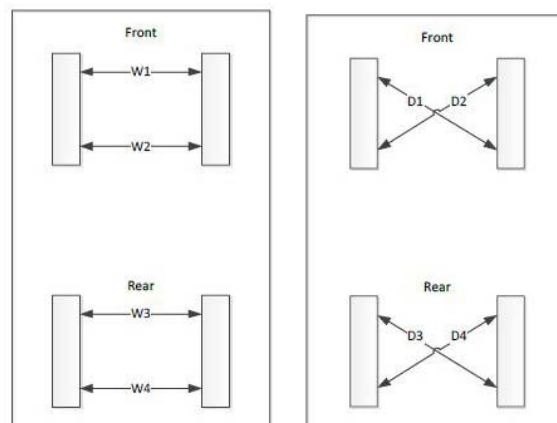 Front
W1
W2
Rear
W3
W4
Front
D1 D2
Rear
D3 D4